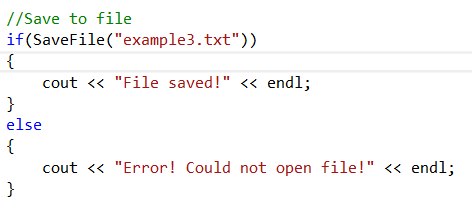 //Save to file
if(SaveFile("example3.txt"))
{
    cout << "File saved!" << endl;
}
else
{
    cout << "Error! Could not open file!" << endl;
}